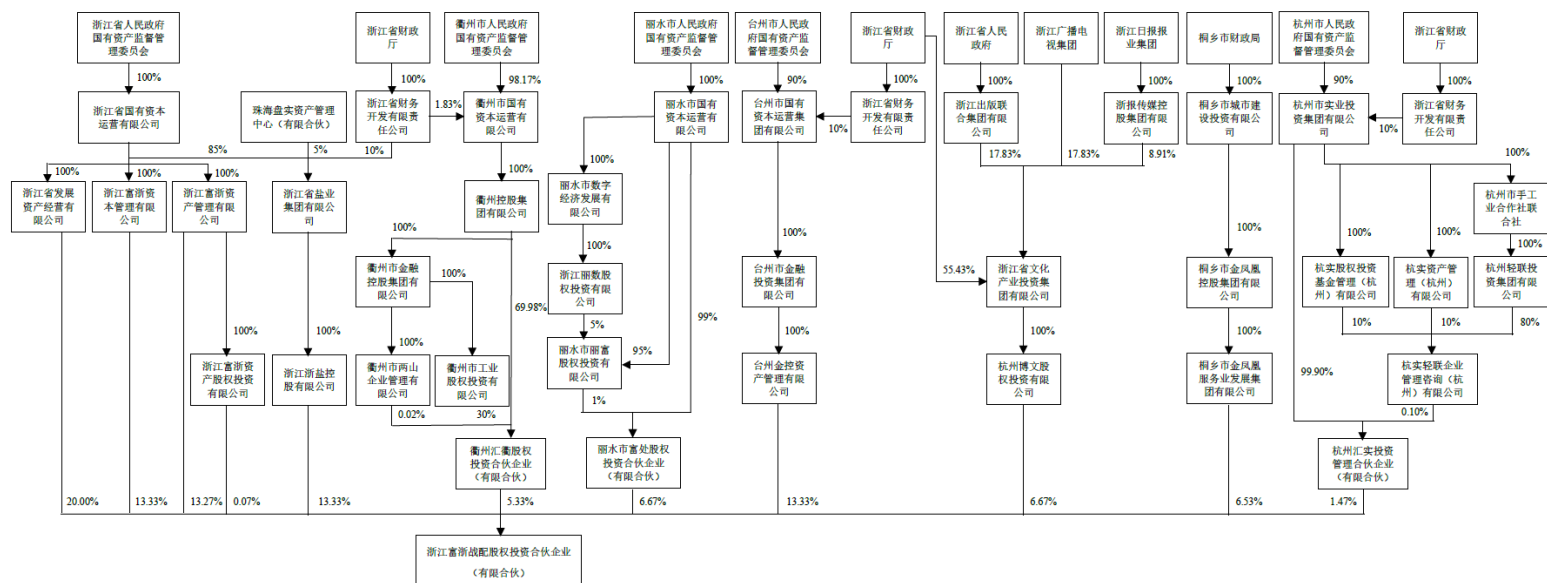 浙江省人民政府
国有资产监督管
理委员会
浙江省财政
厅
衢州市人民政府
国有资产监督管
理委员会
丽水市人民政府
国有资产监督管
理委员会
台州市人民政府
国有资产监督管
理委员会
浙江省财政
厅
浙江省人民
政府
浙江广播电
视集团
浙江日报报
业集团
桐乡市财政局
杭州市人民政
府国有资产监
督管理委员会
浙江省财政
厅
100%
100%
98.17%
100%
90%
100%
100%
100%
100%
90%
100%
浙江省国有资本
运营有限公司
珠海盘实资产管理
中心（有限合伙）
浙江省财务
开发有限责
任公司
1.83%
衢州市国有
资本运营有
限公司
丽水市国有
资本运营有
限公司
台州市国有
资本运营集
团有限公司
10%
浙江省财务
开发有限责
任公司
浙江出版联
合集团有限
公司
浙报传媒控
股集团有限
公司
桐乡市城市建
设投资有限公
司
杭州市实业投
资集团有限公
司
10%
浙江省财务
开发有限责
任公司
85%
5%
10%
100%
100%
100%
100%
100%
17.83%
17.83%
8.91%
100%
100%
浙江省发展
资产经营有
限公司
浙江富浙资
本管理有限
公司
浙江富浙资
产管理有限
公司
浙江省盐业
集团有限公
司
衢州控股集
团有限公司
丽水市数字
经济发展有
限公司
杭州市手工
业合作社联
合社
100%
100%
100%
100%
100%
100%
100%
100%
衢州市金融
控股集团有
限公司
100%
69.98%
浙江丽数股
权投资有限
公司
台州市金融
投资集团有
限公司
55.43%
浙江省文化
产业投资集
团有限公司
桐乡市金凤凰
控股集团有限
公司
杭实股权投资
基金管理（杭
州）有限公司
杭实资产管
理（杭州）
有限公司
杭州轻联投
资集团有限
公司
100%
100%
100%
5%
99%
100%
100%
100%
10%
10%
80%
浙江富浙资
产股权投资
有限公司
浙江浙盐控
股有限公司
衢州市两山
企业管理有
限公司
衢州市工业
股权投资有
限公司
丽水市丽富
股权投资有
限公司
95%
台州金控资
产管理有限
公司
杭州博文股
权投资有限
公司
桐乡市金凤凰
服务业发展集
团有限公司
99.90%
杭实轻联企业
管理咨询（杭
州）有限公司
0.02%
30%
1%
0.10%
衢州汇衢股权
投资合伙企业
（有限合伙）
丽水市富处股权
投资合伙企业
（有限合伙）
杭州汇实投资
管理合伙企业
（有限合伙）
20.00%
13.33%
13.27%
0.07%
13.33%
5.33%
6.67%
13.33%
6.67%
6.53%
1.47%
浙江富浙战配股权投资合伙企业
（有限合伙）